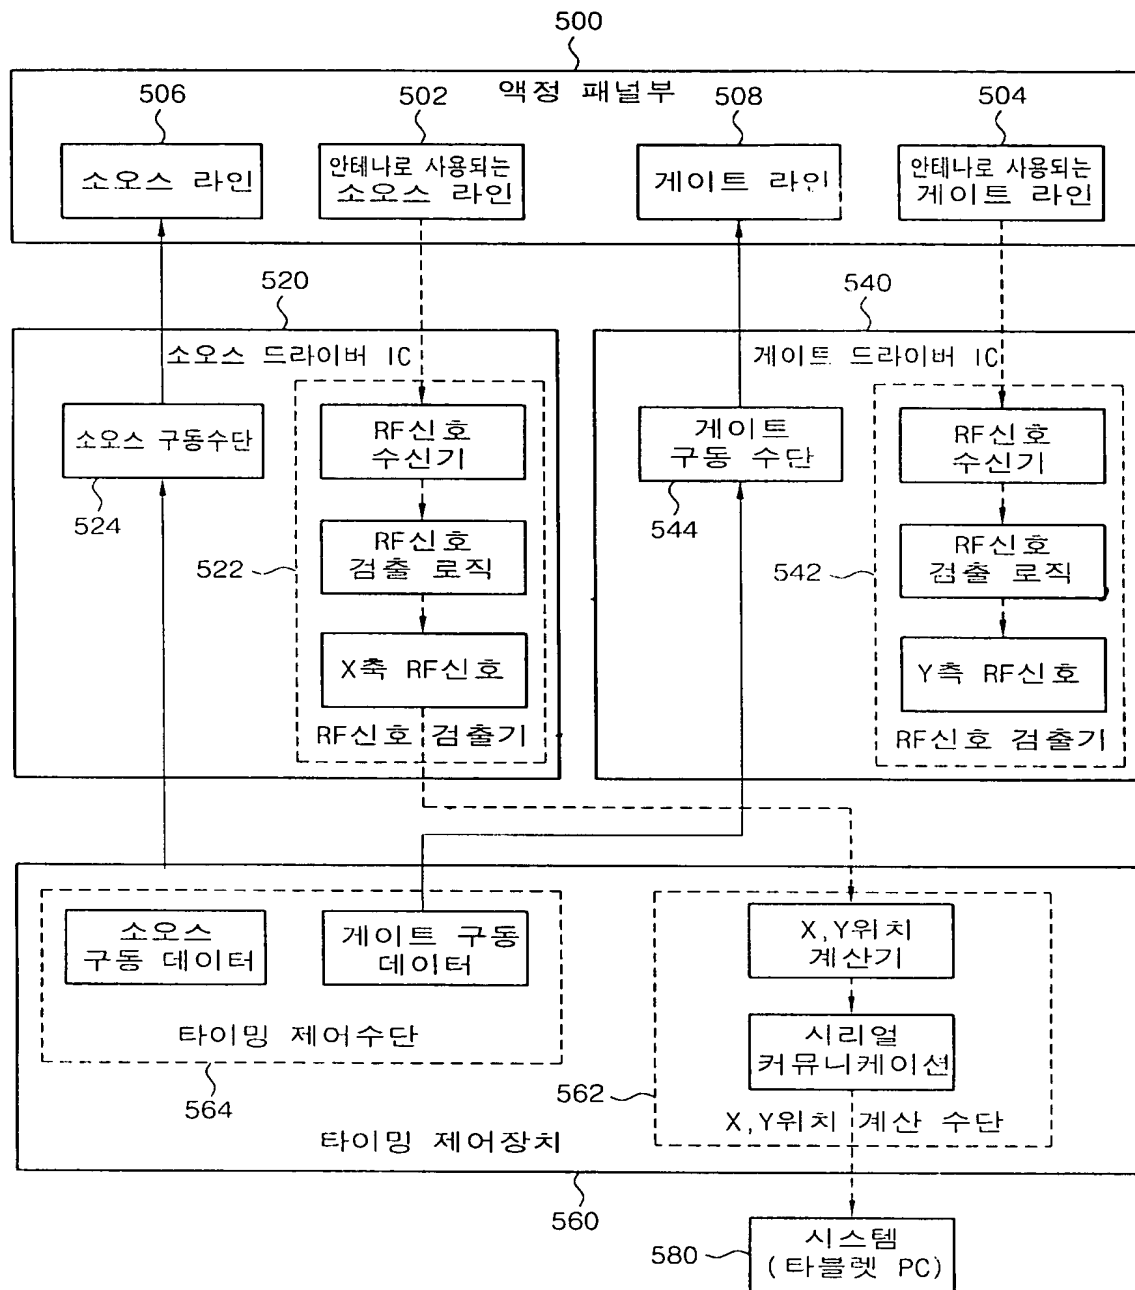 500
액정 패널부
506
502
508
504
소오스 라인
안테나로 사용되는
소오스 라인
게이트 라인
안테나로 사용되는
게이트 라인
520
540
소오스 드라이버 IC
게이트 드라이버 IC
소오스 구동수단
524
RF신호
수신기
RF신호
검출 로직
522
X축 RF신호
RF신호 검출기
게이트
구동 수단
544
RF신호
수신기
RF신호
검출 로직
542
Y측 RF신호
RF신호 검출기
소오스
구동 데이터
게이트 구동
데이터
타이밍 제어수단
564
X,Y위치
계산기
시리얼
커뮤니케이션
562
X,Y위치 계산 수단
타이밍 제어장치
560
580
시스템
(타블렛 PC)